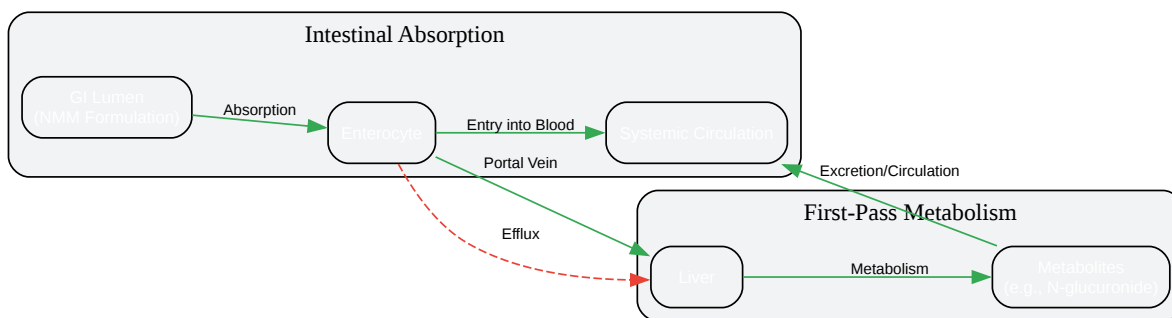 Intestinal Absorption
GI Lumen
(NMM Formulation)
Absorption
Enterocyte
Entry into Blood
Systemic Circulation
Portal Vein
Excretion/Circulation
Efflux
First-Pass Metabolism
Liver
Metabolism
Metabolites
(e.g., N-glucuronide)